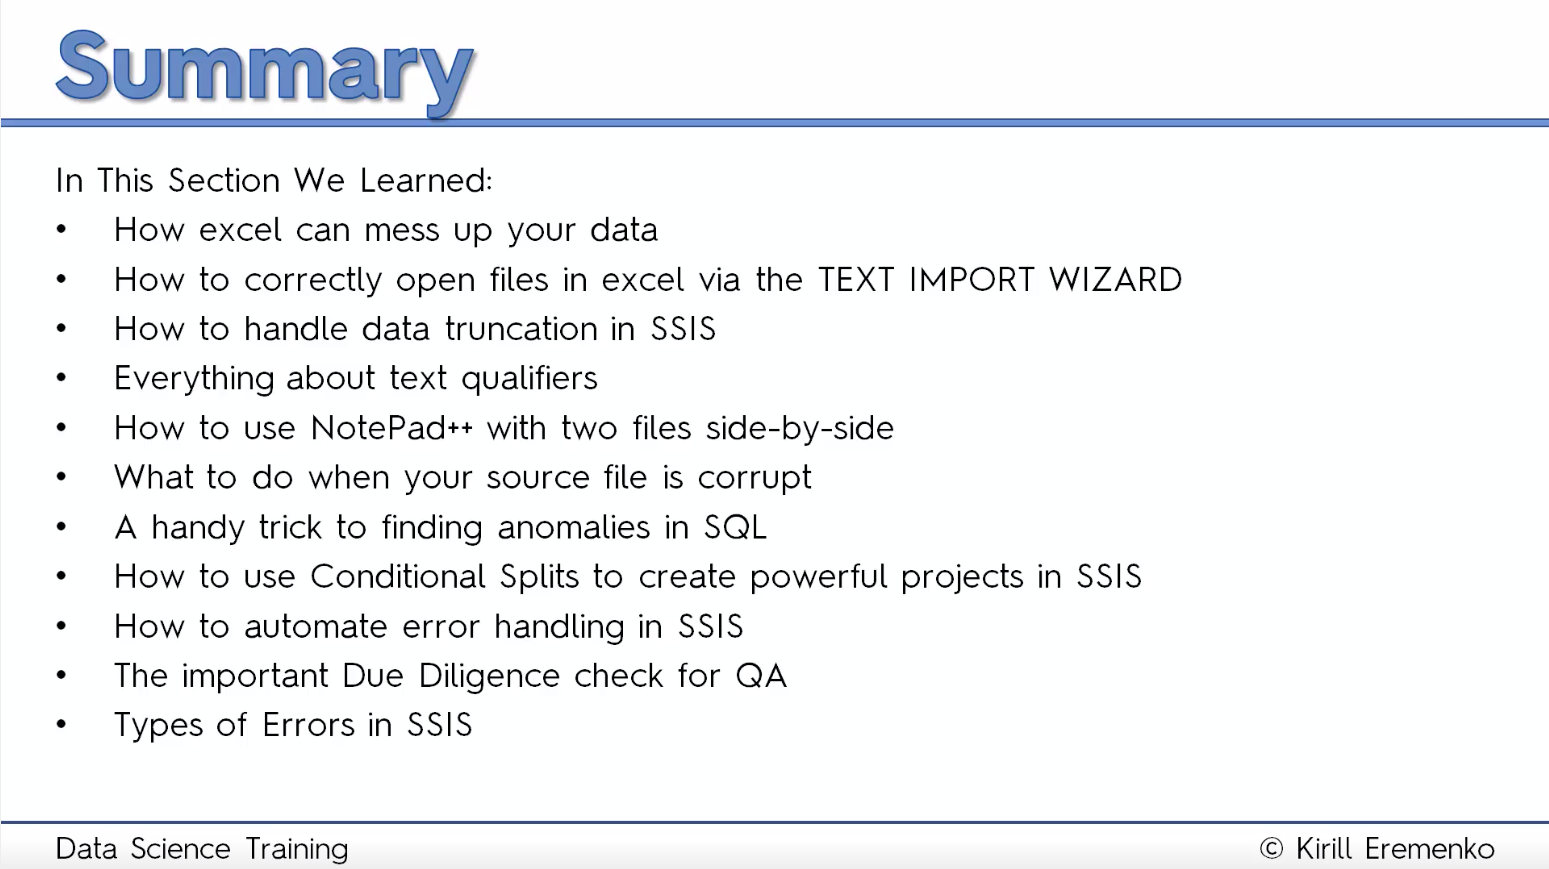 Summary
In This Section We Learned:
• How excel can mess up your data
• How to correctly open files in excel via the TEXT IMPORT WIZARD
• How to handle data truncation in SSIS
• Everything about text qualifiers
• How to use NotePad++ with two files side-by-side
• What to do when your source file is corrupt
• A handy trick to finding anomalies in SQL
• How to use Conditional Splits to create powerful projects in SSIS
• How to automate error handling in SSIS
• The important Due Diligence check for QA
• Types of Errors in SSIS
Data Science Training
© Kirill Eremenko